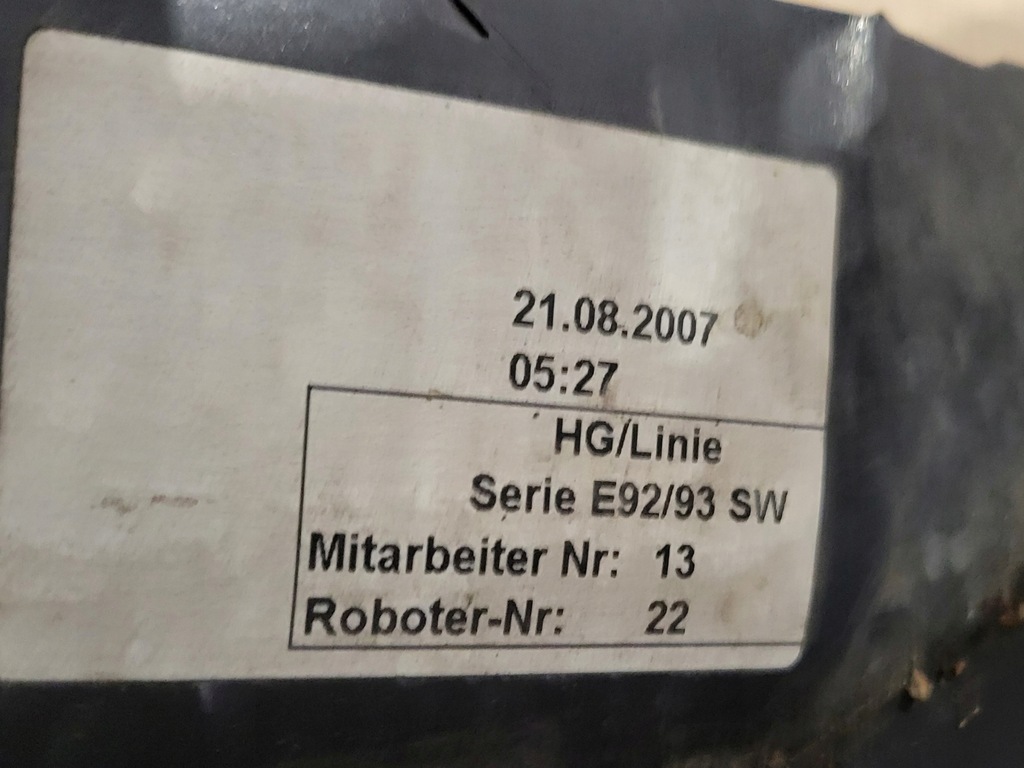 21.08.2007
05:27
HG/Linie
Serie E92/93 SW
Mitarbeiter Nr: 13
Roboter-Nr: 22